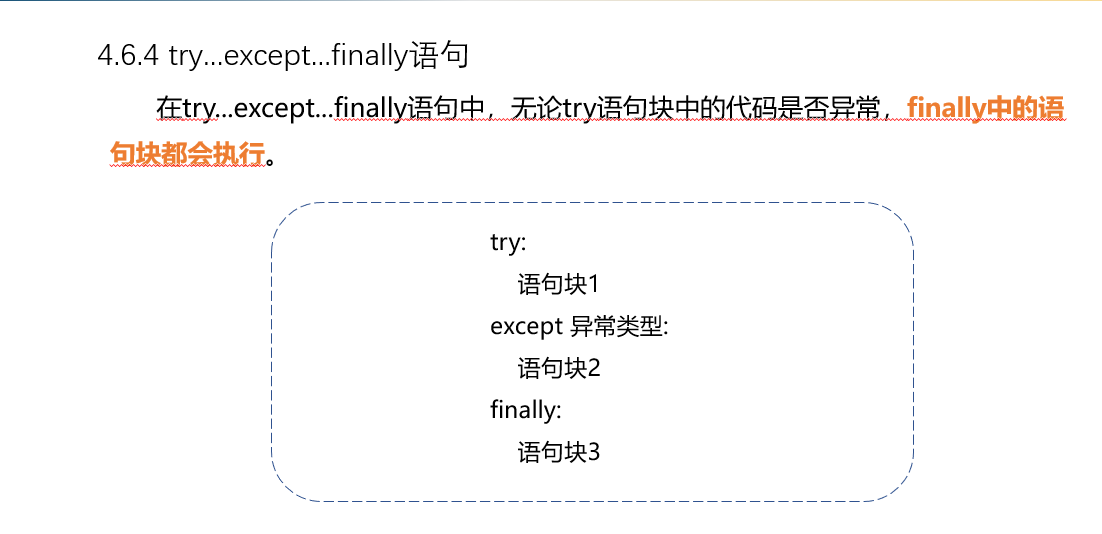 4.6.4 try...except...finally语句
在try...except...finally语句中，无论try语句块中的代码是否异常，finally中的语
句块都会执行。
try:
语句块1
except 异常类型:
语句块2
finally:
语句块3